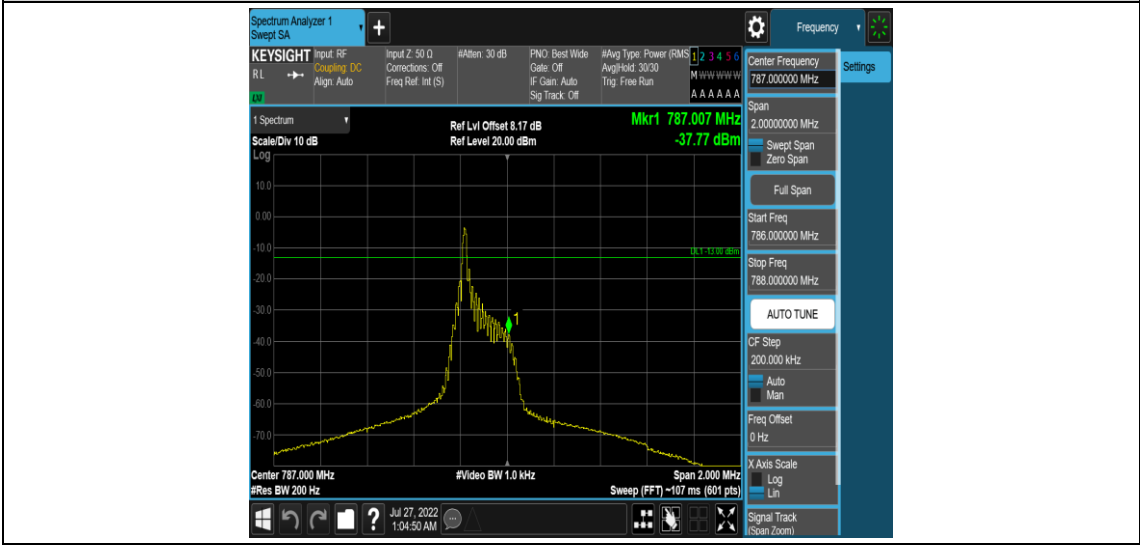 Spectrum Analyzer 1
Swept SA
+
Frequency
KEYSIGHT
RL
LXI
Input: RF
Coupling: DC
Align: Auto
Input Z: 50 Ω
Corrections: Off
Freq Ref: Int (S)
#Atten: 30 dB
PNO: Best Wide
Gate: Off
IF Gain: Auto
Sig Track: Off
#Avg Type: Power (RMS
Avg|Hold: 30/30
Trig: Free Run
1 2 3 4 5 6
M W W W W W
A A A A A A
1 Spectrum
Scale/Div 10 dB
Log
Ref Lvl Offset 8.17 dB
Ref Level 20.00 dBm
Mkr1 787.007 MHz
-37.77 dBm
10.0
0.00
-10.0
-20.0
-30.0
-40.0
-50.0
-60.0
-70.0
DL1 -13.00 dBm
1
Center 787.000 MHz
#Res BW 200 Hz
#Video BW 1.0 kHz
Span 2.000 MHz
Sweep (FFT) ~107 ms (601 pts)
?
Jul 27, 2022
1:04:50 AM
Center Frequency
787.000000 MHz
Span
2.00000000 MHz
Swept Span
Zero Span
Full Span
Start Freq
786.000000 MHz
Stop Freq
788.000000 MHz
AUTO TUNE
CF Step
200.000 kHz
Auto
Man
Freq Offset
0 Hz
X Axis Scale
Log
Lin
Signal Track
(Span Zoom)
Settings